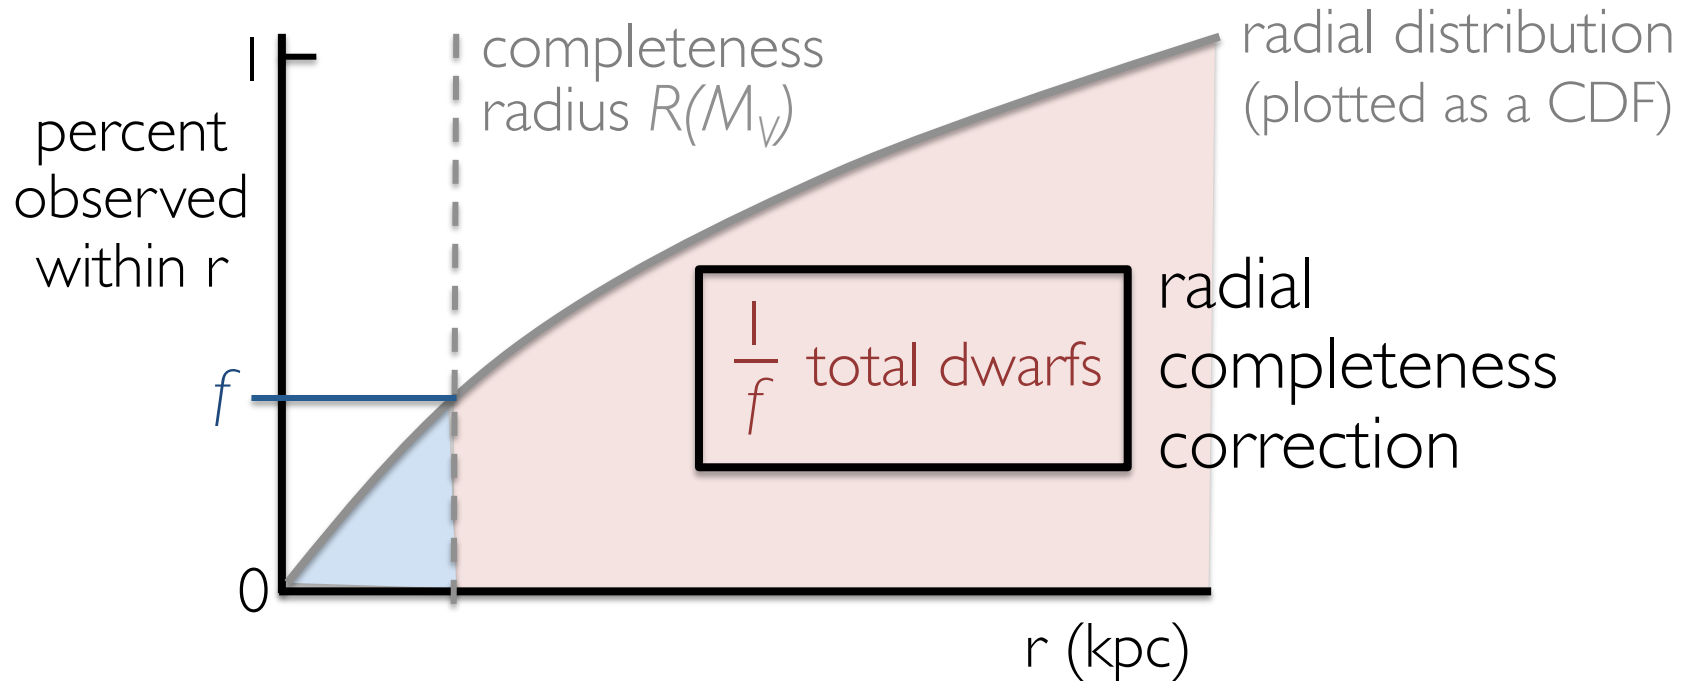 1
percent
observed
within r
f
0
completeness
radius R(M_V)
radial distribution
(plotted as a CDF)
1
f
total dwarfs
radial
completeness
correction
r (kpc)